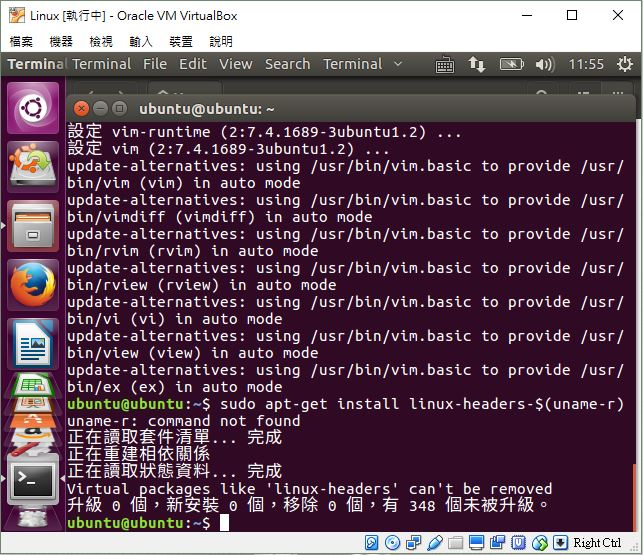 Linux [執行中] - Oracle VM VirtualBox
檔案 機器 檢視 輸入 裝置 說明
Terminal Terminal File Edit View Search Terminal 11:55
ubuntu@ubuntu: ~
設定 vim-runtime (2:7.4.1689-3ubuntu1.2) ...
設定 vim (2:7.4.1689-3ubuntu1.2) ...
update-alternatives: using /usr/bin/vim.basic to provide /usr/
bin/vim (vim) in auto mode
update-alternatives: using /usr/bin/vim.basic to provide /usr/
bin/vimdiff (vimdiff) in auto mode
update-alternatives: using /usr/bin/vim.basic to provide /usr/
bin/rvim (rvim) in auto mode
update-alternatives: using /usr/bin/vim.basic to provide /usr/
bin/rview (rview) in auto mode
update-alternatives: using /usr/bin/vim.basic to provide /usr/
bin/vi (vi) in auto mode
update-alternatives: using /usr/bin/vim.basic to provide /usr/
bin/view (view) in auto mode
update-alternatives: using /usr/bin/vim.basic to provide /usr/
bin/ex (ex) in auto mode
ubuntu@ubuntu:~$ sudo apt-get install linux-headers-$(uname-r)
uname-r: command not found
正在讀取套件清單... 完成
正在重建相依關係
正在讀取狀態資料... 完成
Virtual packages like 'linux-headers' can't be removed
升級 0 個，新安裝 0 個，移除 0 個，有 348 個未被升級。
ubuntu@ubuntu:~$
Right Ctrl